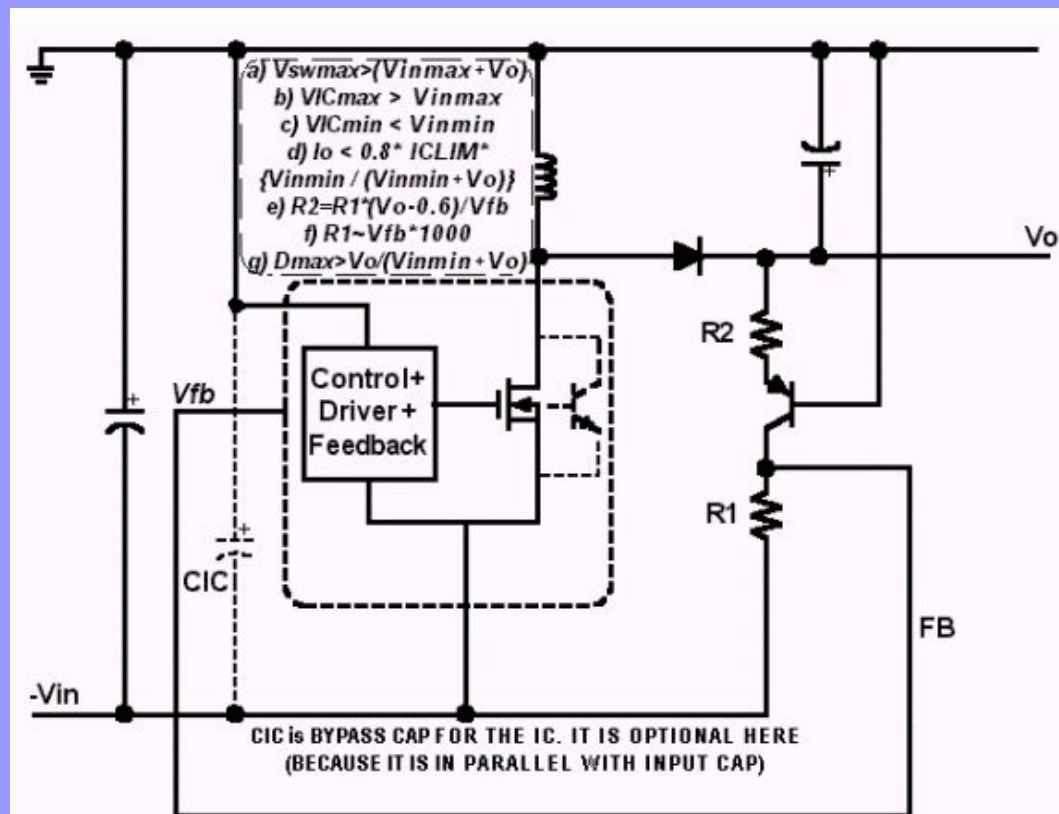 a) Vswmax>(Vinmax+Vo)
b) VICmax > Vinmax
c) VICmin < Vinmin
d) Io < 0.8* ICLIM*
{Vinmin / (Vinmin+Vo)}
e) R2=R1*(Vo-0.6)/Vfb
f) R1~Vfb*1000
g) Dmax>Vo/(Vinmin+Vo)
+
Vo
R2
Vfb
+
Control+
Driver+
Feedback
R1
+
CIC
FB
-Vin
CIC is BYPASS CAP FOR THE IC. IT IS OPTIONAL HERE
(BECAUSE IT IS IN PARALLEL WITH INPUT CAP)